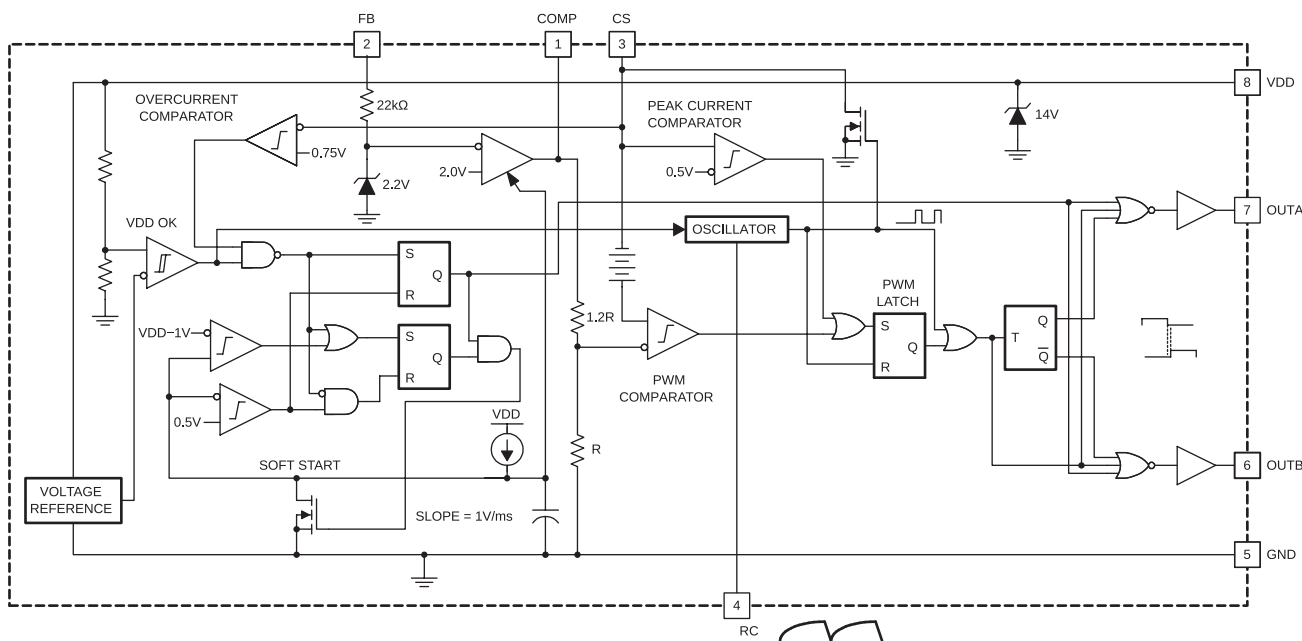 FB
COMP
CS
2
1
3
8
VDD
OVERCURRENT
COMPARATOR
22kΩ
PEAK CURRENT
COMPARATOR
14V
0.75V
2.0V
0.5V
2.2V
VDD OK
7
OUTA
OSCILLATOR
S
Q
R
PWM
LATCH
1.2R
VDD–1V
S
Q
R
S
Q
R
T
Q
Q̅
PWM
COMPARATOR
0.5V
VDD
R
SOFT START
6
OUTB
VOLTAGE
REFERENCE
SLOPE = 1V/ms
5
GND
4
RC